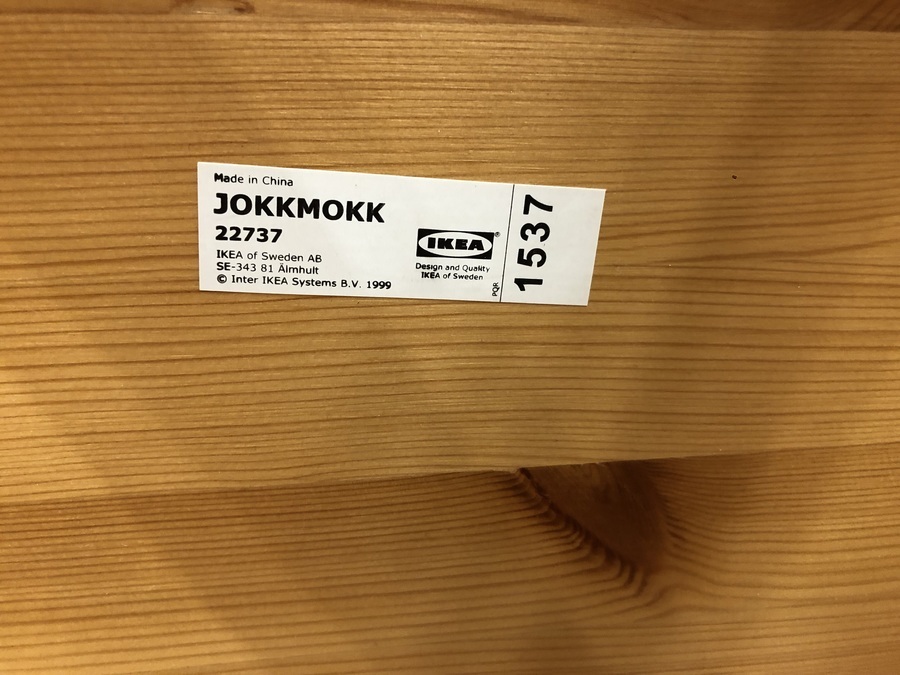 Made in China
JOKKMOKK
22737
IKEA of Sweden AB
SE-343 81 Älmhult
© Inter IKEA Systems B.V. 1999
IKEA®
Design and Quality
IKEA of Sweden
PQR
1537